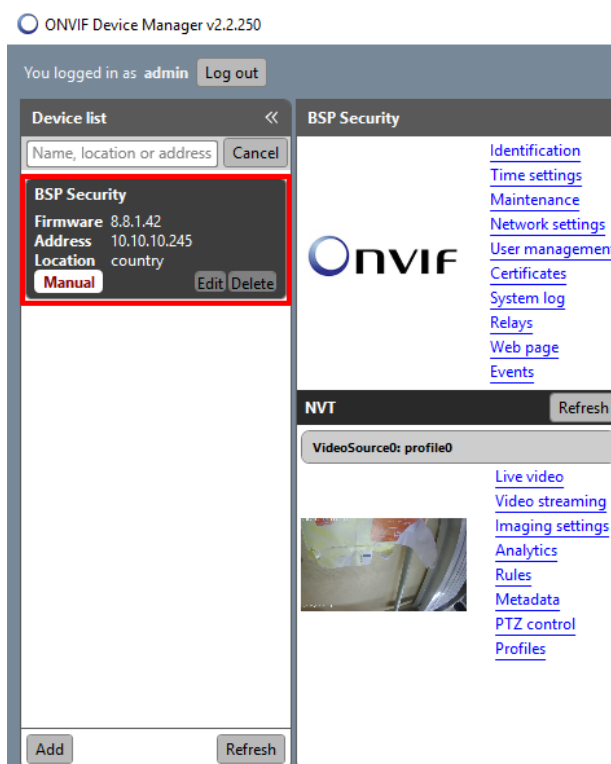 ONVIF Device Manager v2.2.250
You logged in as admin Log out
Device list «
Name, location or address Cancel
BSP Security
Firmware 8.8.1.42
Address 10.10.10.245
Location country
Manual Edit Delete
Add Refresh
BSP Security
ONVIF
Identification
Time settings
Maintenance
Network settings
User management
Certificates
System log
Relays
Web page
Events
NVT Refresh
VideoSource0: profile0
Live video
Video streaming
Imaging settings
Analytics
Rules
Metadata
PTZ control
Profiles